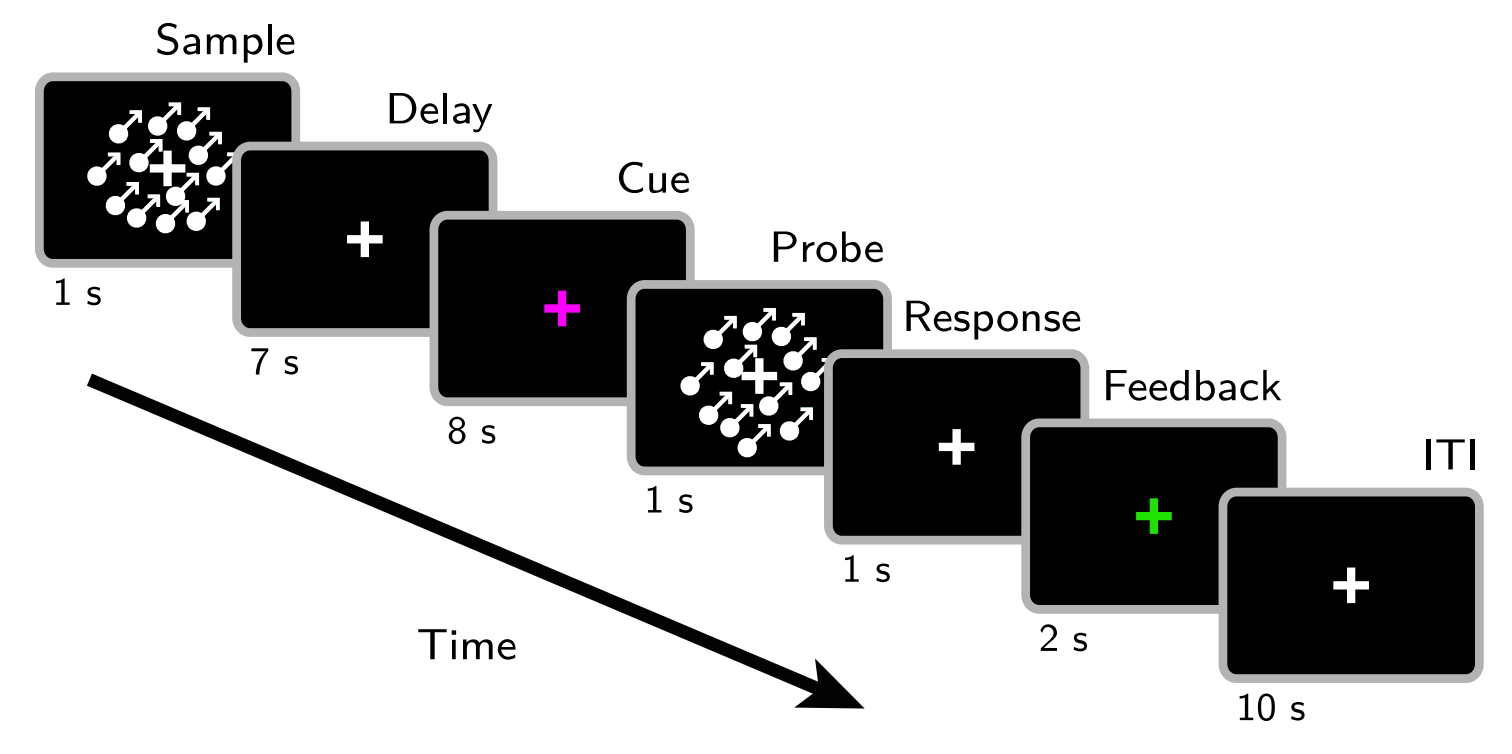 Sample
1 s
Delay
7 s
Cue
8 s
Probe
1 s
Response
1 s
Feedback
2 s
ITI
10 s
Time